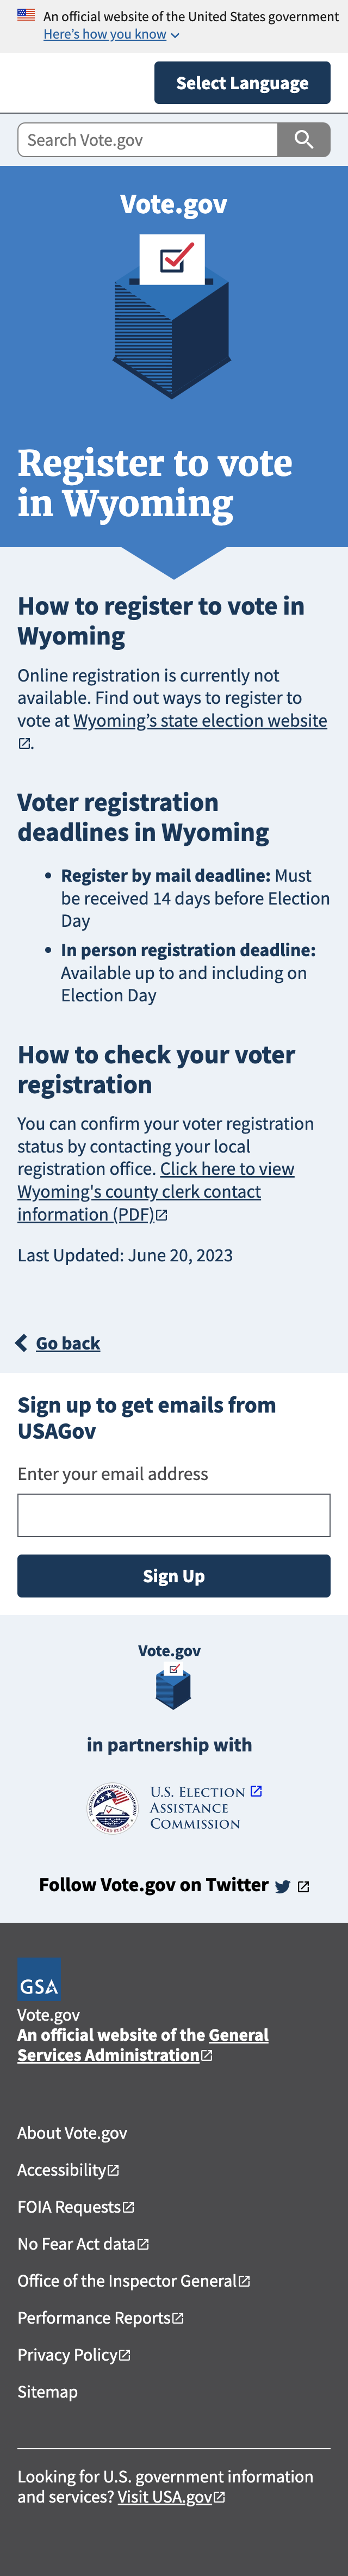 An official website of the United States government
Here's how you know
Select Language
Search Vote.gov
Vote.gov
Register to vote
in Wyoming
How to register to vote in
Wyoming
Online registration is currently not
available. Find out ways to register to
vote at Wyoming's state election website
.
Voter registration
deadlines in Wyoming
• Register by mail deadline: Must
be received 14 days before Election
Day
• In person registration deadline:
Available up to and including on
Election Day
How to check your voter
registration
You can confirm your voter registration
status by contacting your local
registration office. Click here to view
Wyoming's county clerk contact
information (PDF)
Last Updated: June 20, 2023
Go back
Sign up to get emails from
USAGov
Enter your email address
Sign Up
Vote.gov
in partnership with
U.S. Election
Assistance
Commission
Follow Vote.gov on Twitter
GSA
Vote.gov
An official website of the General
Services Administration
About Vote.gov
Accessibility
FOIA Requests
No Fear Act data
Office of the Inspector General
Performance Reports
Privacy Policy
Sitemap
Looking for U.S. government information
and services? Visit USA.gov